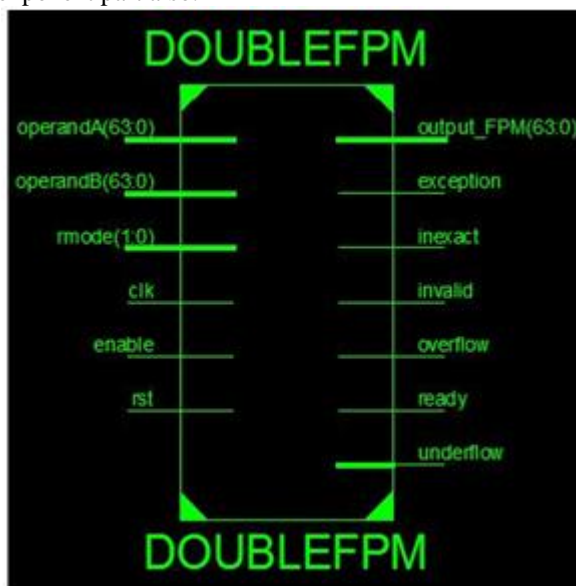 DOUBLEFPM
operandA(63:0)
operandB(63:0)
rmode(1:0)
clk
enable
rst
output_FPM(63:0)
exception
inexact
invalid
overflow
ready
underflow
DOUBLEFPM